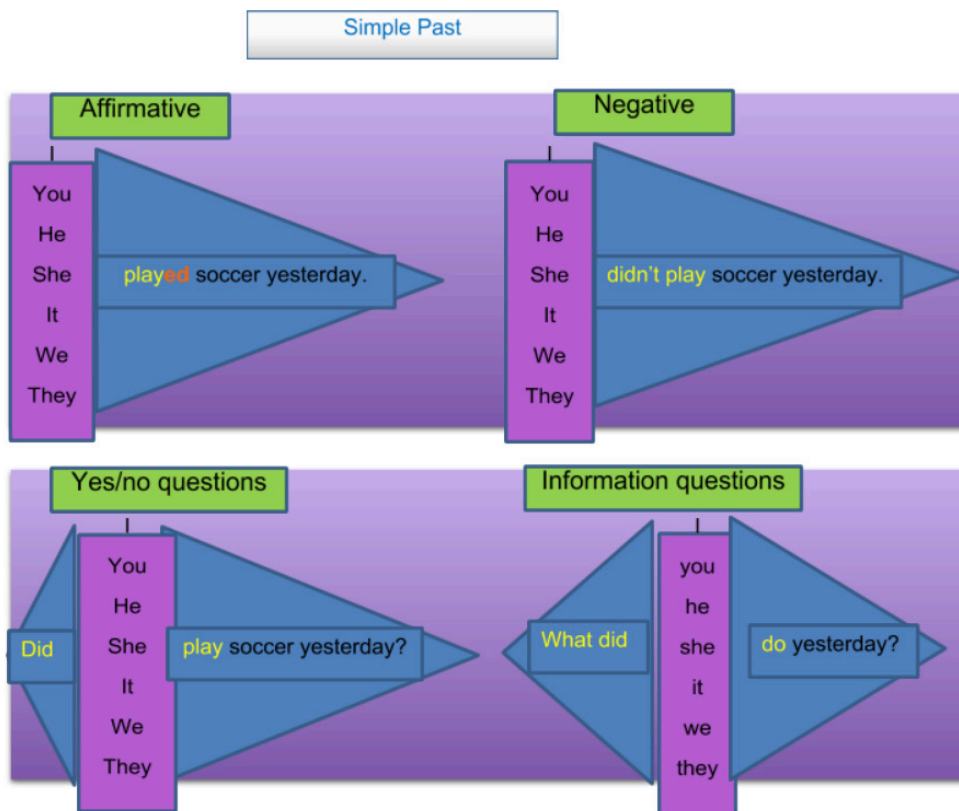 Simple Past
Affirmative
I
You
He
She
It
We
They
played soccer yesterday.
Negative
I
You
He
She
It
We
They
didn't play soccer yesterday.
Yes/no questions
Did
I
You
He
She
It
We
They
play soccer yesterday?
Information questions
What did
I
you
he
she
it
we
they
do yesterday?